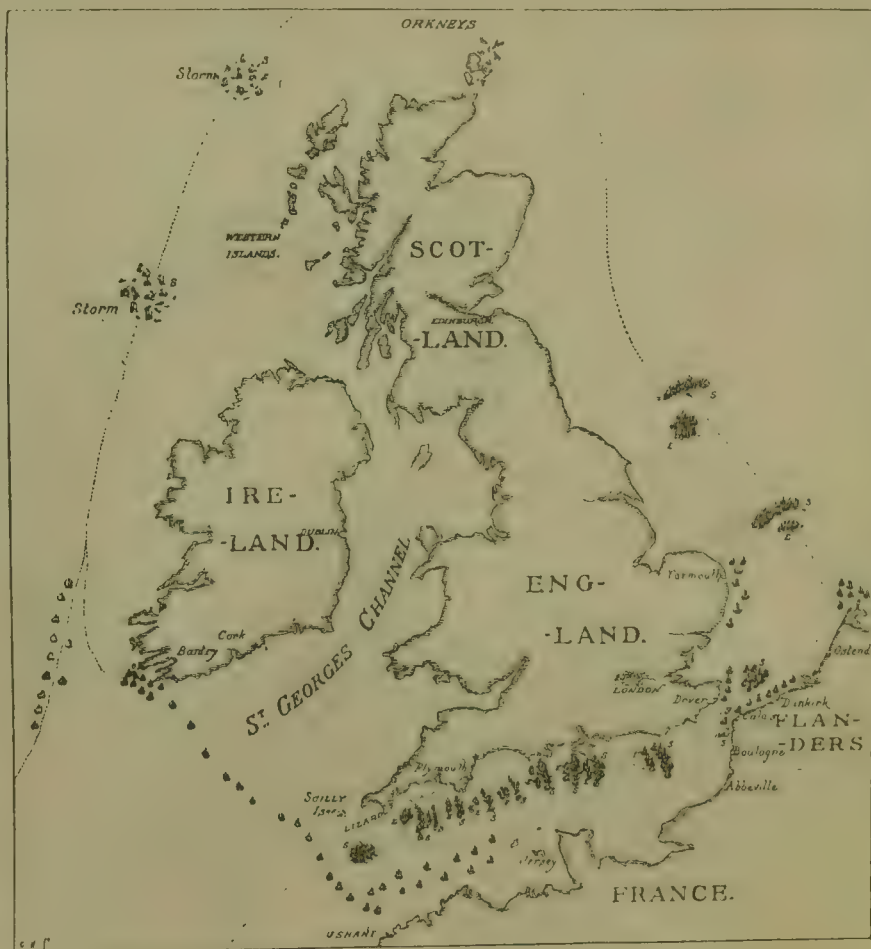 ORKNEYS
Storm
WESTERN
ISLANDS.
SCOT-
Storm
EDINBURGH
-LAND.
S
L
IRE-
DUBLIN
-LAND.
S
E
ST GEORGES CHANNEL
Yarmouth
ENG-
-LAND.
Cork
Bantry
Ostend
LONDON
Dover
Dunkirk
Calais
FLAN-
-DERS
Boulogne
Plymouth
Abbeville
SCILLY
Isles
LIZARD
Jersey
FRANCE.
USHANT